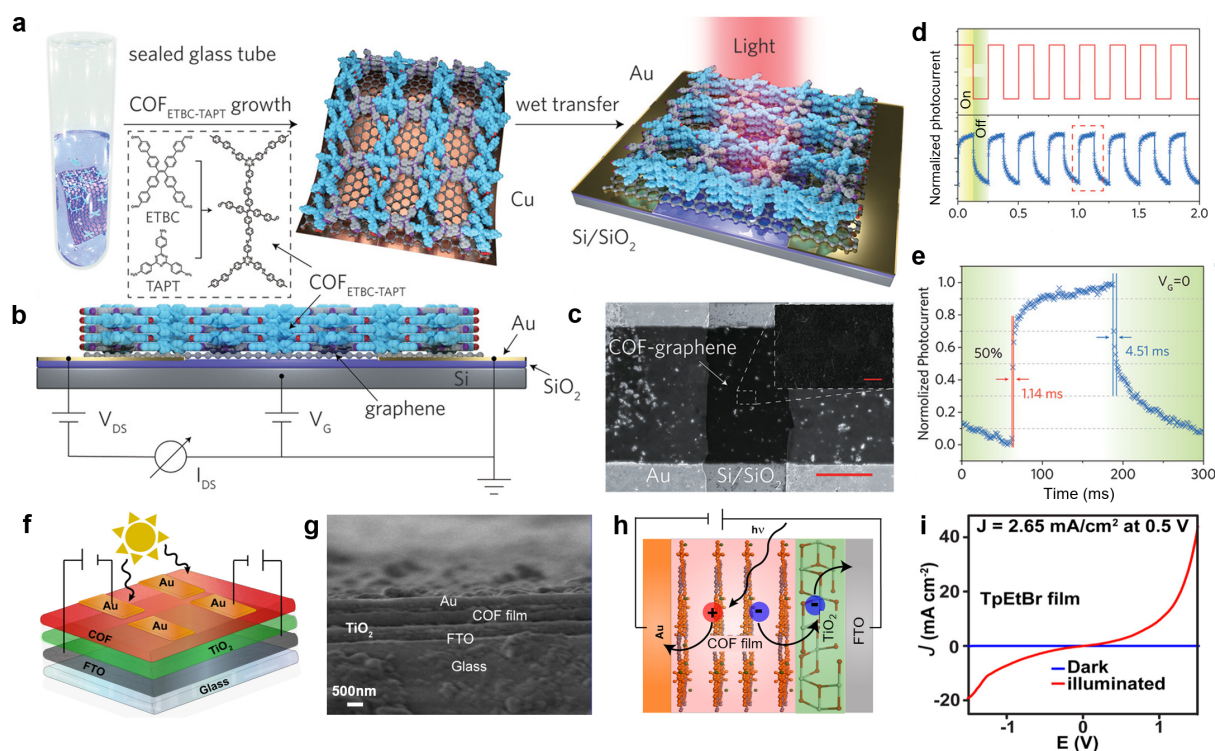 a
sealed glass tube
COF_ETBC-TAPT growth
ETBC
TAPT
Cu
COF_ETBC-TAPT
wet transfer
Light
Au
Si/SiO₂
b
Au
SiO₂
Si
graphene
V_DS
V_G
I_DS
c
COF-graphene
Au
Si/SiO₂
d
Normalized photocurrent
On
Off
0.0 0.5 1.0 1.5 2.0
e
Normolized Photocurrent
1.0
0.8
0.6
0.4
0.2
0.0
V_G=0
50%
1.14 ms
4.51 ms
0 100 200 300
Time (ms)
f
Au
Au
Au
Au
COF
TiO₂
FTO
Glass
g
Au
COF film
TiO₂
FTO
Glass
500nm
h
hν
Au
+
-
-
COF film
TiO₂
FTO
i
J = 2.65 mA/cm² at 0.5 V
TpEtBr film
Dark
illuminated
J (mA cm⁻²)
40
20
0
-20
-1 0 1
E (V)